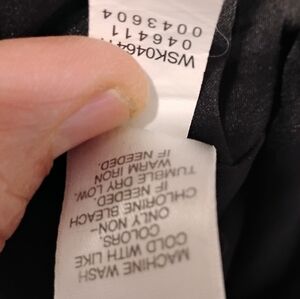 MACHINE WASH
COLD WITH LIKE
COLORS.
ONLY NON-
CHLORINE BLEACH
IF NEEDED.
TUMBLE DRY LOW.
WARM IRON
IF NEEDED.
046411
0043604